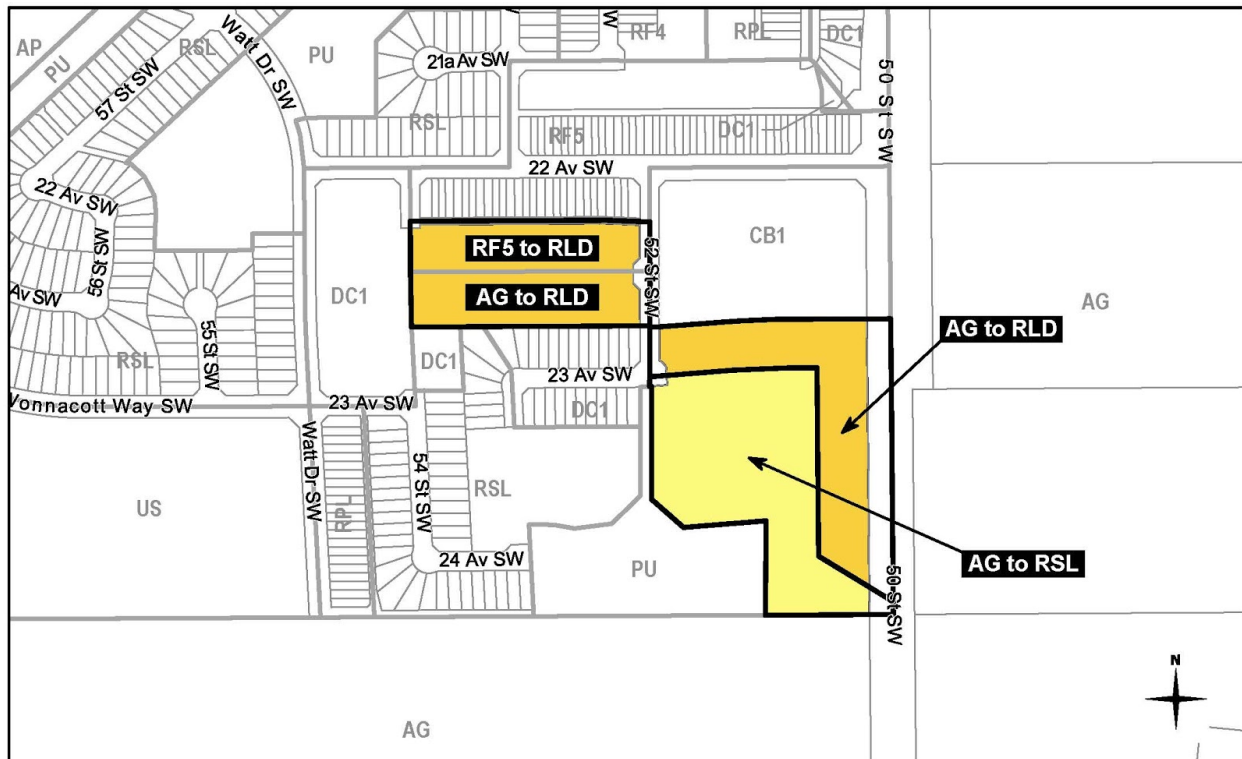 AP
PU
RSL
57 St SW
Watt Dr SW
PU
21a Av SW
RSL
W
RF4
RPL
DC1
50 St SW
DC1
RF5
22 Av SW
22 Av SW
56 St SW
Av SW
RSL
55 St SW
DC1
RF5 to RLD
AG to RLD
52 St SW
CB1
AG
AG to RLD
DC1
23 Av SW
DC1
Vonnacott Way SW
23 Av SW
Watt Dr SW
US
RPL
54 St SW
RSL
24 Av SW
PU
AG to RSL
50 St SW
AG
N